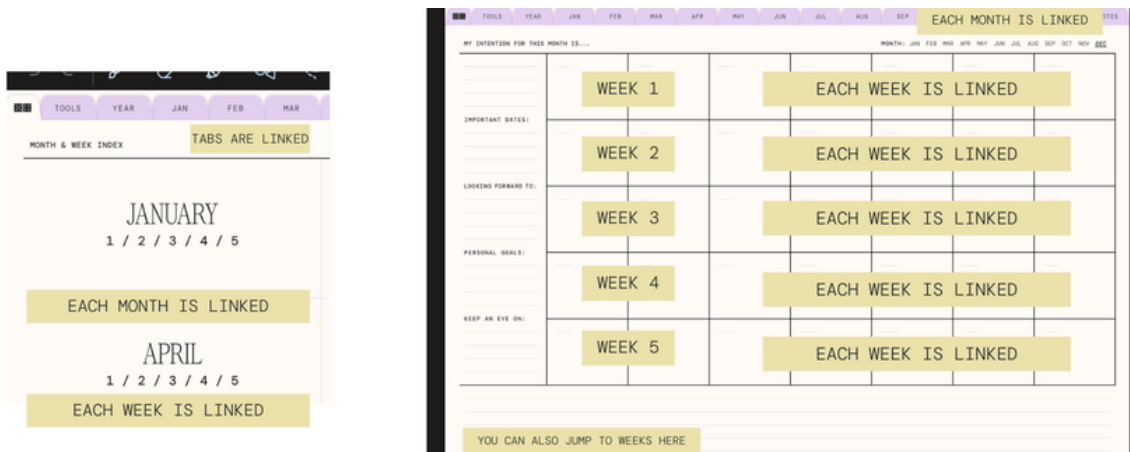 TOOLS YEAR JAN FEB MAR
TABS ARE LINKED
MONTH & WEEK INDEX
JANUARY
1 / 2 / 3 / 4 / 5
EACH MONTH IS LINKED
APRIL
1 / 2 / 3 / 4 / 5
EACH WEEK IS LINKED
TOOLS YEAR JAN FEB MAR APR MAY JUN JUL AUG SEP
EACH MONTH IS LINKED
MY INTENTION FOR THIS MONTH IS...
MONTH: JAN FEB MAR APR MAY JUN JUL AUG SEP OCT NOV DEC
WEEK 1 EACH WEEK IS LINKED
IMPORTANT DATES:
WEEK 2 EACH WEEK IS LINKED
LOOKING FORWARD TO:
WEEK 3 EACH WEEK IS LINKED
PERSONAL GOALS:
WEEK 4 EACH WEEK IS LINKED
KEEP AN EYE ON:
WEEK 5 EACH WEEK IS LINKED
YOU CAN ALSO JUMP TO WEEKS HERE